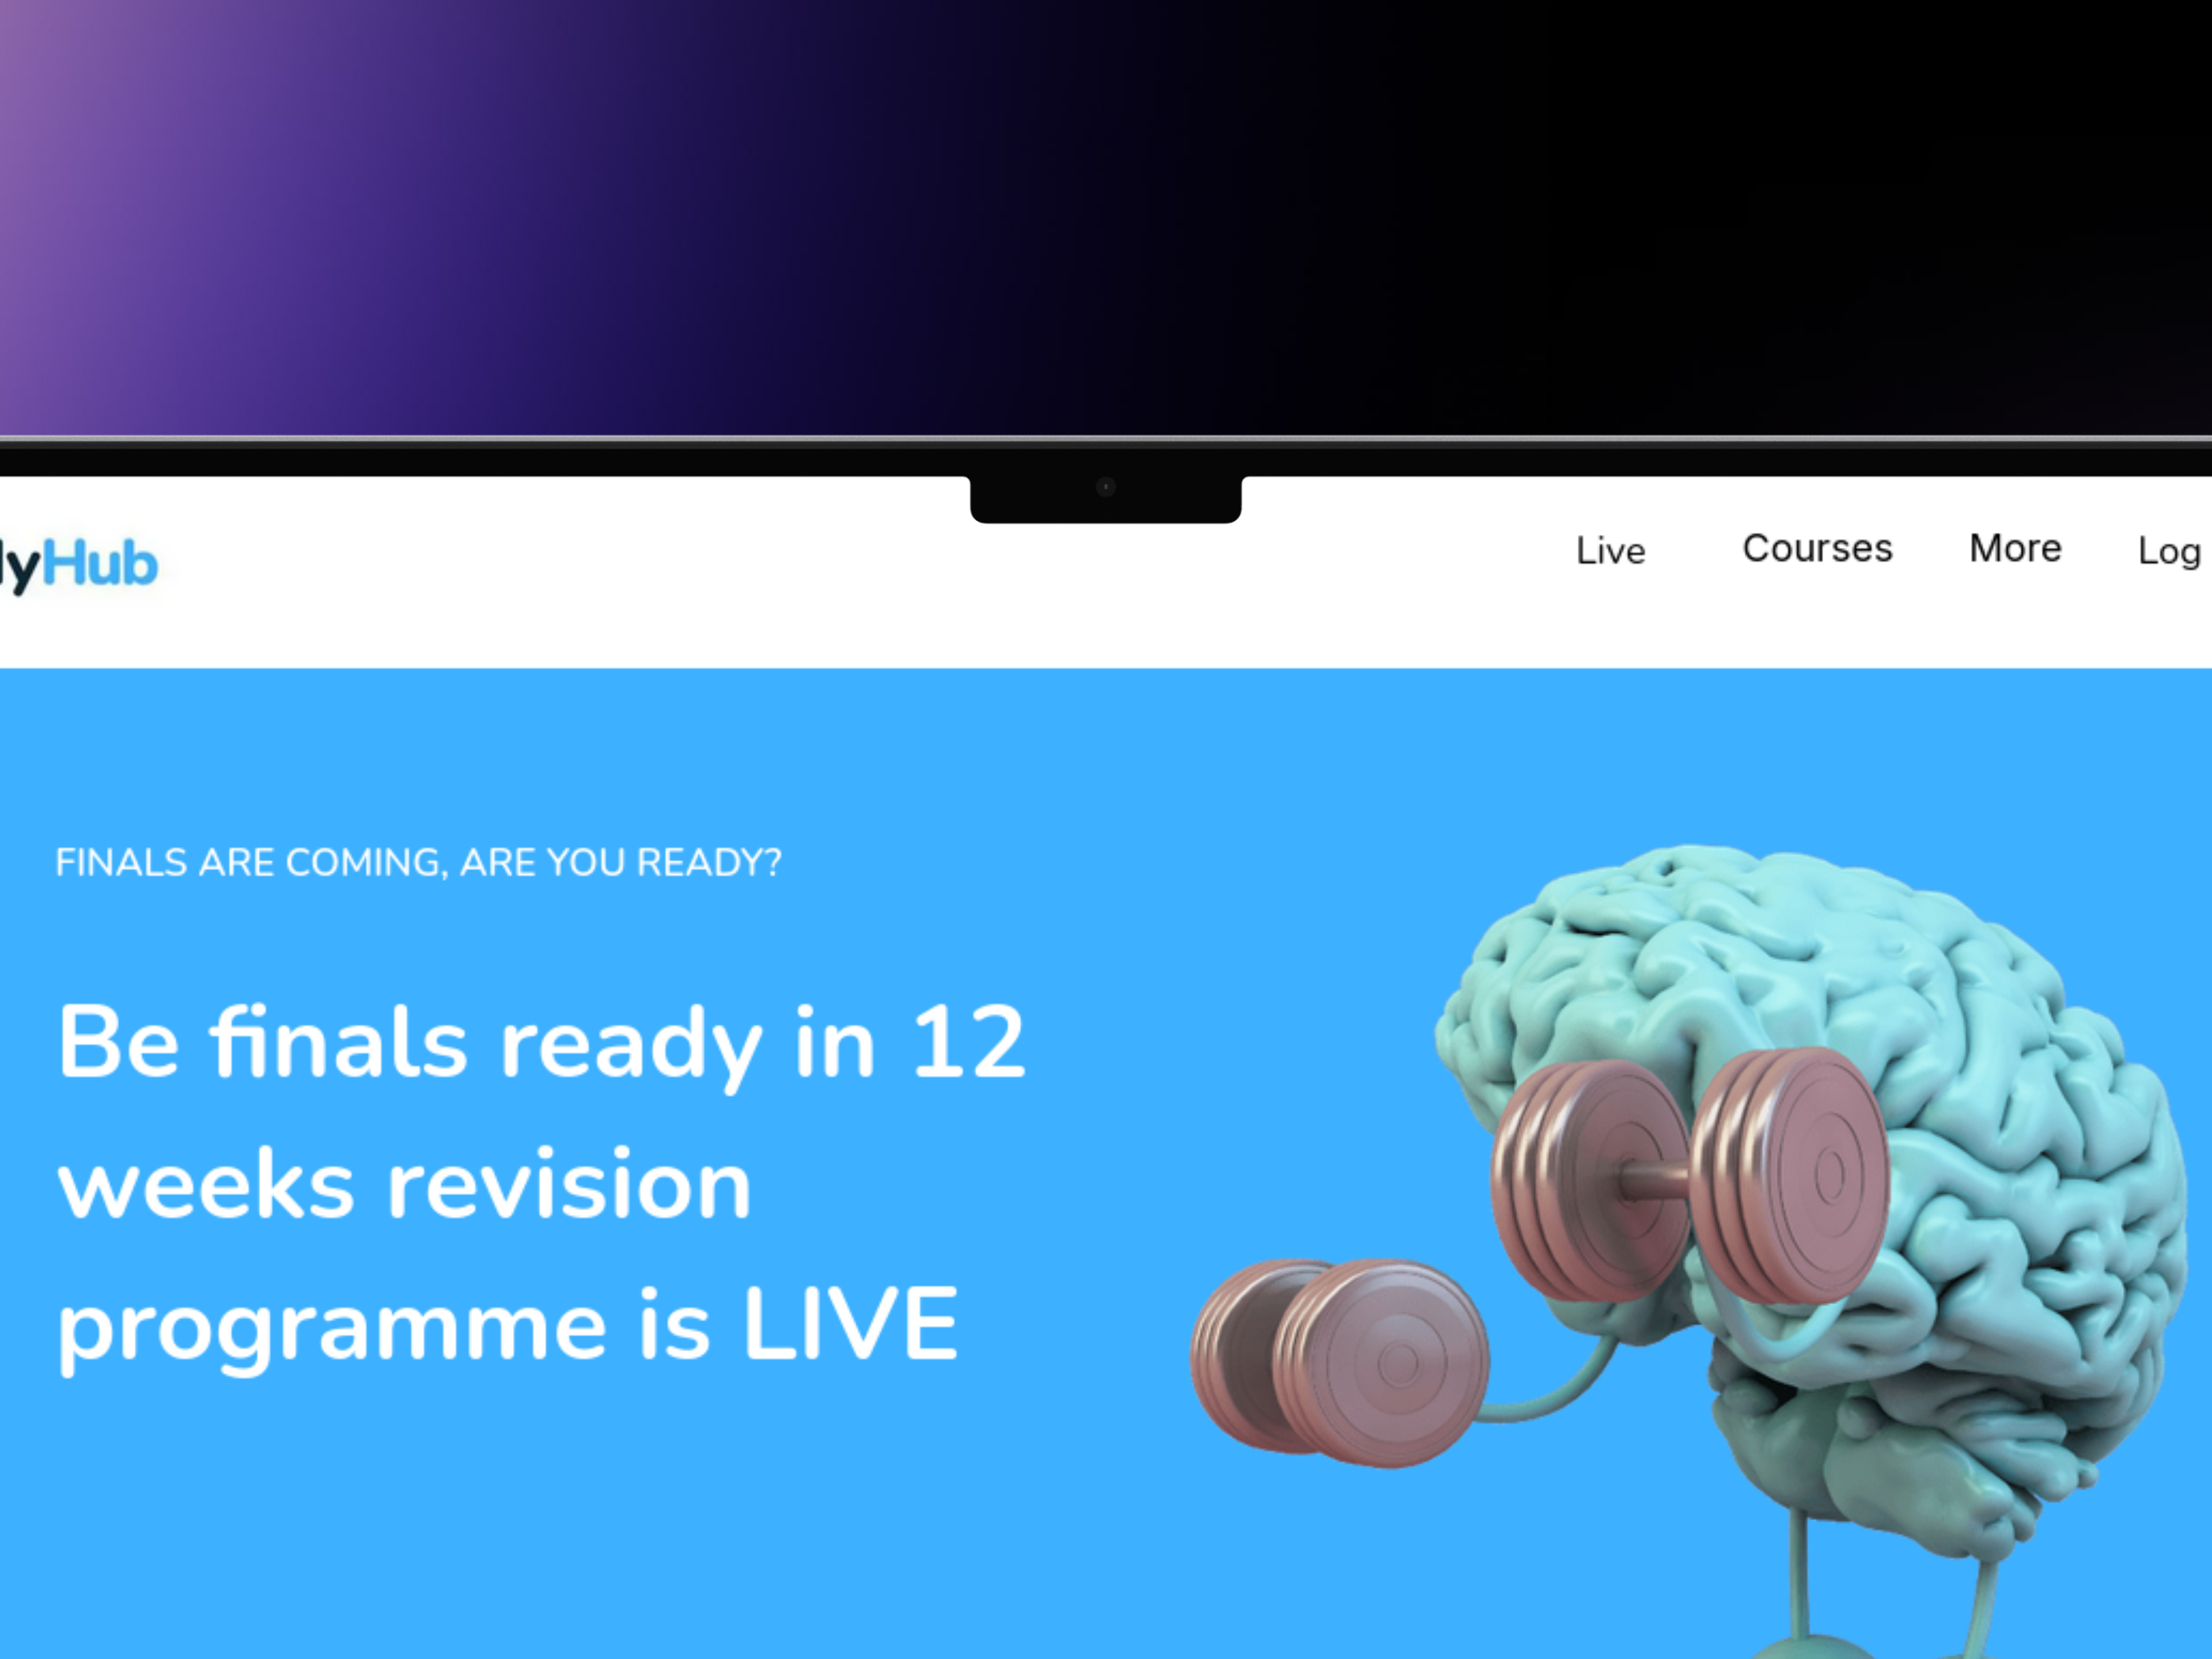 lyHub
Live
Courses
More
Log
FINALS ARE COMING, ARE YOU READY?
Be finals ready in 12
weeks revision
programme is LIVE